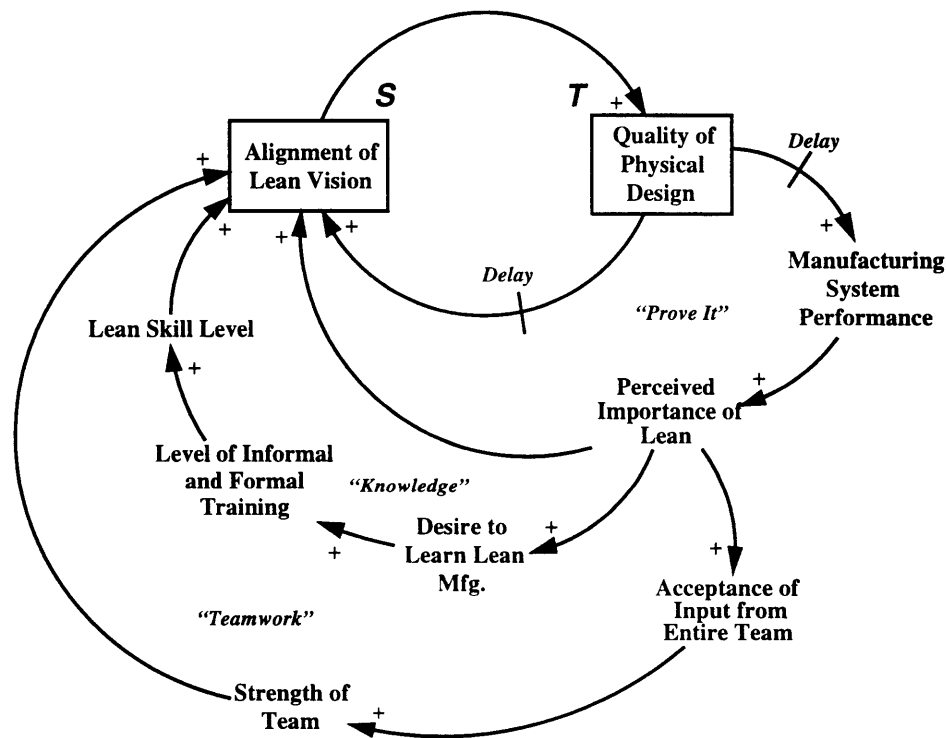 S
T
+
Alignment of
Lean Vision
Quality of
Physical
Design
Delay
+
+
+
+
+
Manufacturing
System
Performance
Delay
“Prove It”
Lean Skill Level
+
+
Perceived
Importance of
Lean
Level of Informal
and Formal
Training
“Knowledge”
+
Desire to
Learn Lean
Mfg.
+
+
Acceptance of
Input from
Entire Team
“Teamwork”
Strength of
Team
+